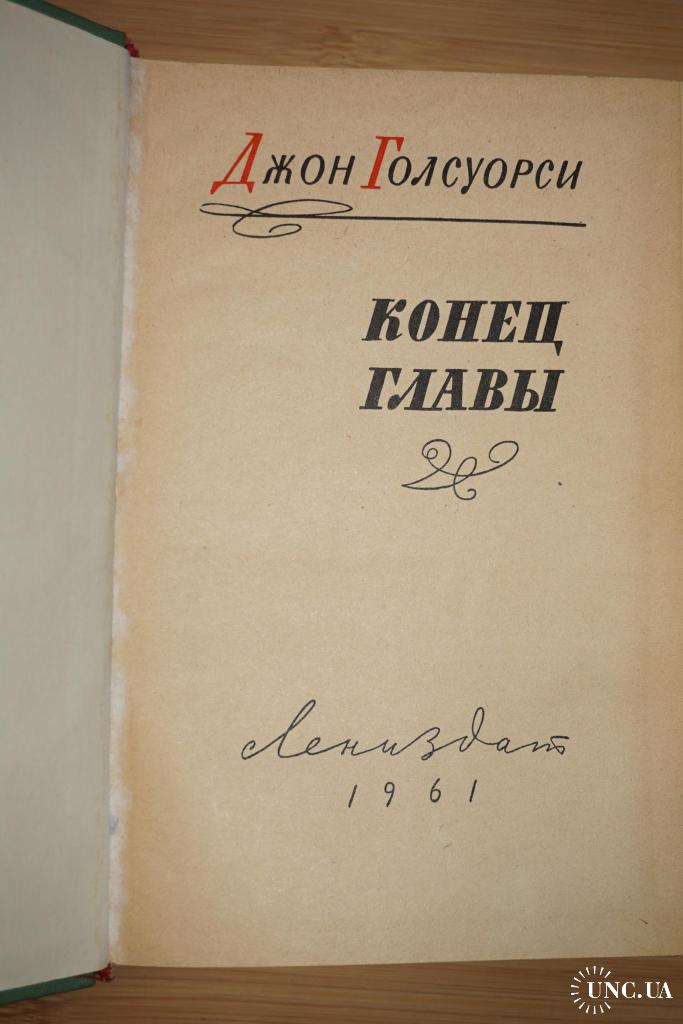 Джон Голсуорси
КОНЕЦ
ГЛАВЫ
Лениздат
1961
UNC.UA